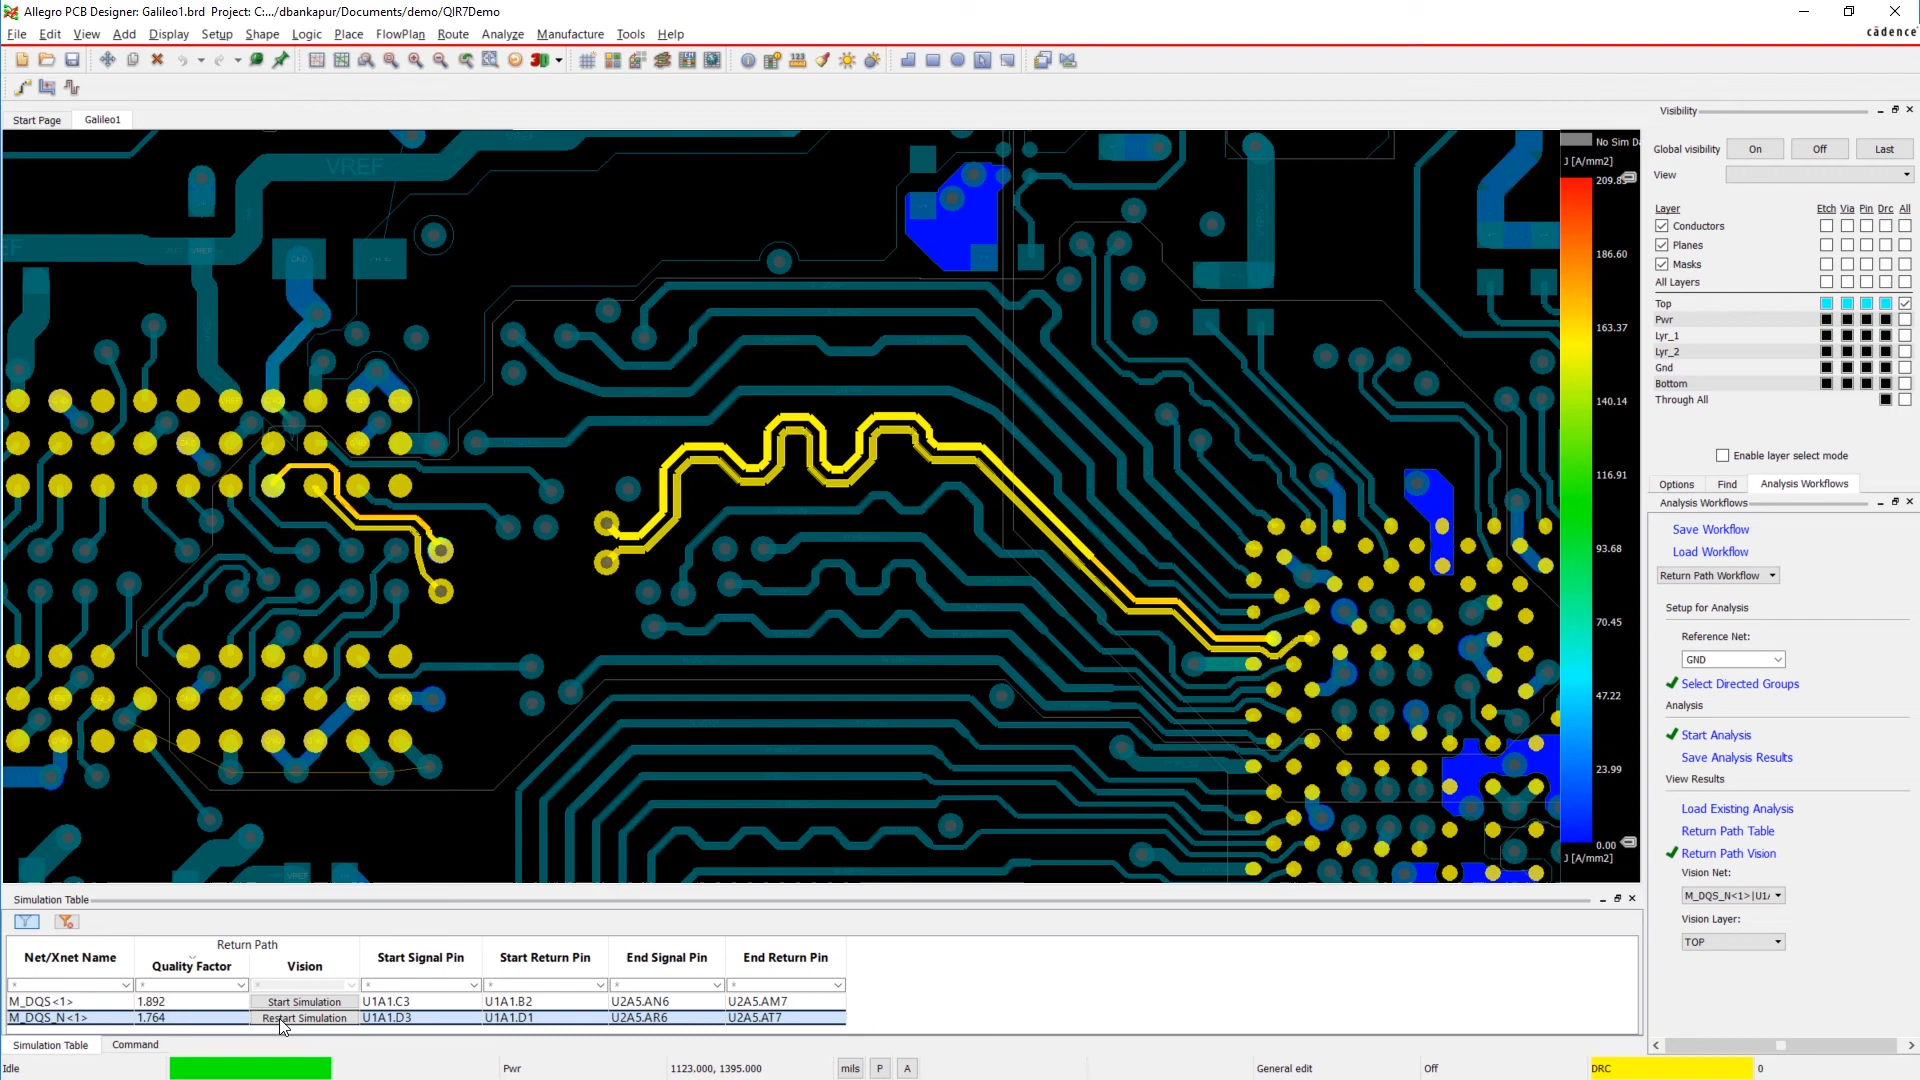 Allegro PCB Designer: Galileo1.brd  Project: C:.../dbankapur/Documents/demo/QIR7Demo
File Edit View Add Display Setup Shape Logic Place FlowPlan Route Analyze Manufacture Tools Help
cādence
3D
Start Page
Galileo1
VREF
No Sim Da
J [A/mm2]
209.85
186.60
163.37
140.14
116.91
93.68
70.45
47.22
23.99
0.00
J [A/mm2]
Visibility
Global visibility On Off Last
View
Layer Etch Via Pin Drc All
Conductors
Planes
Masks
All Layers
Top
Pwr
Lyr_1
Lyr_2
Gnd
Bottom
Through All
Enable layer select mode
Options Find Analysis Workflows
Analysis Workflows
Save Workflow
Load Workflow
Return Path Workflow
Setup for Analysis
Reference Net:
GND
Select Directed Groups
Analysis
Start Analysis
Save Analysis Results
View Results
Load Existing Analysis
Return Path Table
Return Path Vision
Vision Net:
M_DQS_N<1>|U1A
Vision Layer:
TOP
Simulation Table
Return Path
Net/Xnet Name Quality Factor Vision Start Signal Pin Start Return Pin End Signal Pin End Return Pin
* * * * * * *
M_DQS<1> 1.892 Start Simulation U1A1.C3 U1A1.B2 U2A5.AN6 U2A5.AM7
M_DQS_N<1> 1.764 Restart Simulation U1A1.D3 U1A1.D1 U2A5.AR6 U2A5.AT7
Simulation Table Command
Idle Pwr 1123.000, 1395.000 mils P A General edit Off DRC 0